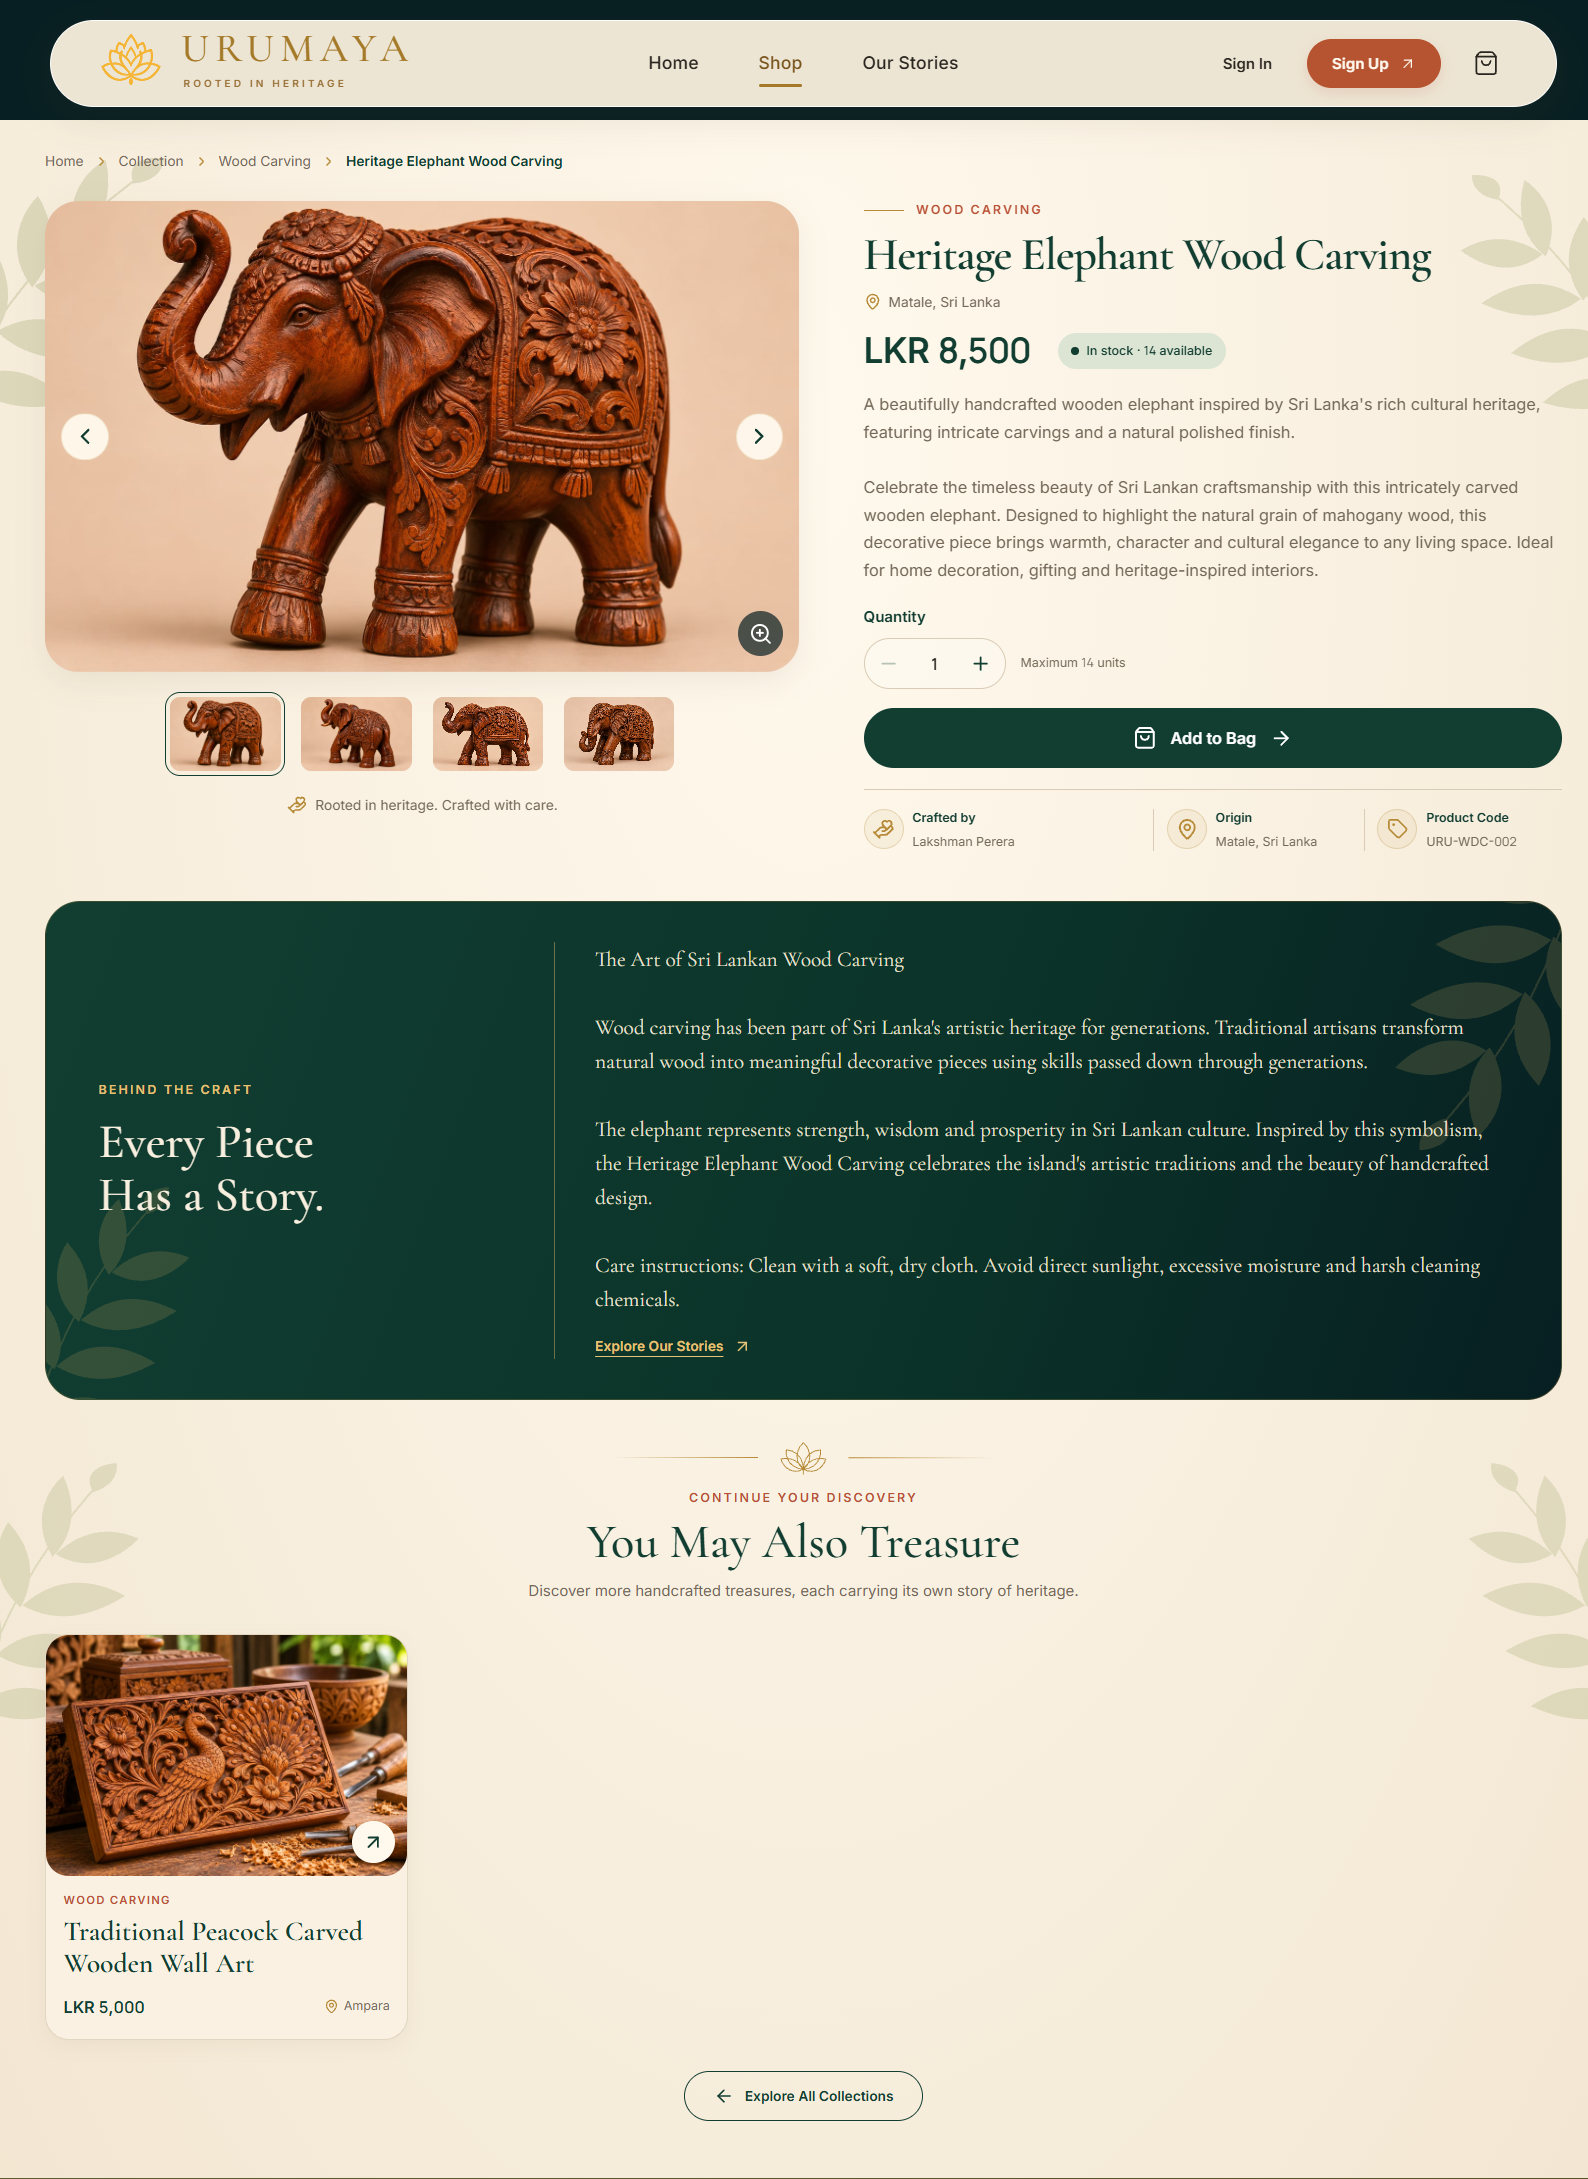 URUMAYA
ROOTED IN HERITAGE
Home
Shop
Our Stories
Sign In
Sign Up
Home > Collection > Wood Carving > Heritage Elephant Wood Carving
WOOD CARVING
Heritage Elephant Wood Carving
Matale, Sri Lanka
LKR 8,500
In stock · 14 available
A beautifully handcrafted wooden elephant inspired by Sri Lanka's rich cultural heritage,
featuring intricate carvings and a natural polished finish.
Celebrate the timeless beauty of Sri Lankan craftsmanship with this intricately carved
wooden elephant. Designed to highlight the natural grain of mahogany wood, this
decorative piece brings warmth, character and cultural elegance to any living space. Ideal
for home decoration, gifting and heritage-inspired interiors.
Quantity
1
Maximum 14 units
Add to Bag
Rooted in heritage. Crafted with care.
Crafted by
Lakshman Perera
Origin
Matale, Sri Lanka
Product Code
URU-WDC-002
BEHIND THE CRAFT
Every Piece
Has a Story.
The Art of Sri Lankan Wood Carving
Wood carving has been part of Sri Lanka's artistic heritage for generations. Traditional artisans transform
natural wood into meaningful decorative pieces using skills passed down through generations.
The elephant represents strength, wisdom and prosperity in Sri Lankan culture. Inspired by this symbolism,
the Heritage Elephant Wood Carving celebrates the island's artistic traditions and the beauty of handcrafted
design.
Care instructions: Clean with a soft, dry cloth. Avoid direct sunlight, excessive moisture and harsh cleaning
chemicals.
Explore Our Stories
CONTINUE YOUR DISCOVERY
You May Also Treasure
Discover more handcrafted treasures, each carrying its own story of heritage.
WOOD CARVING
Traditional Peacock Carved
Wooden Wall Art
LKR 5,000
Ampara
Explore All Collections